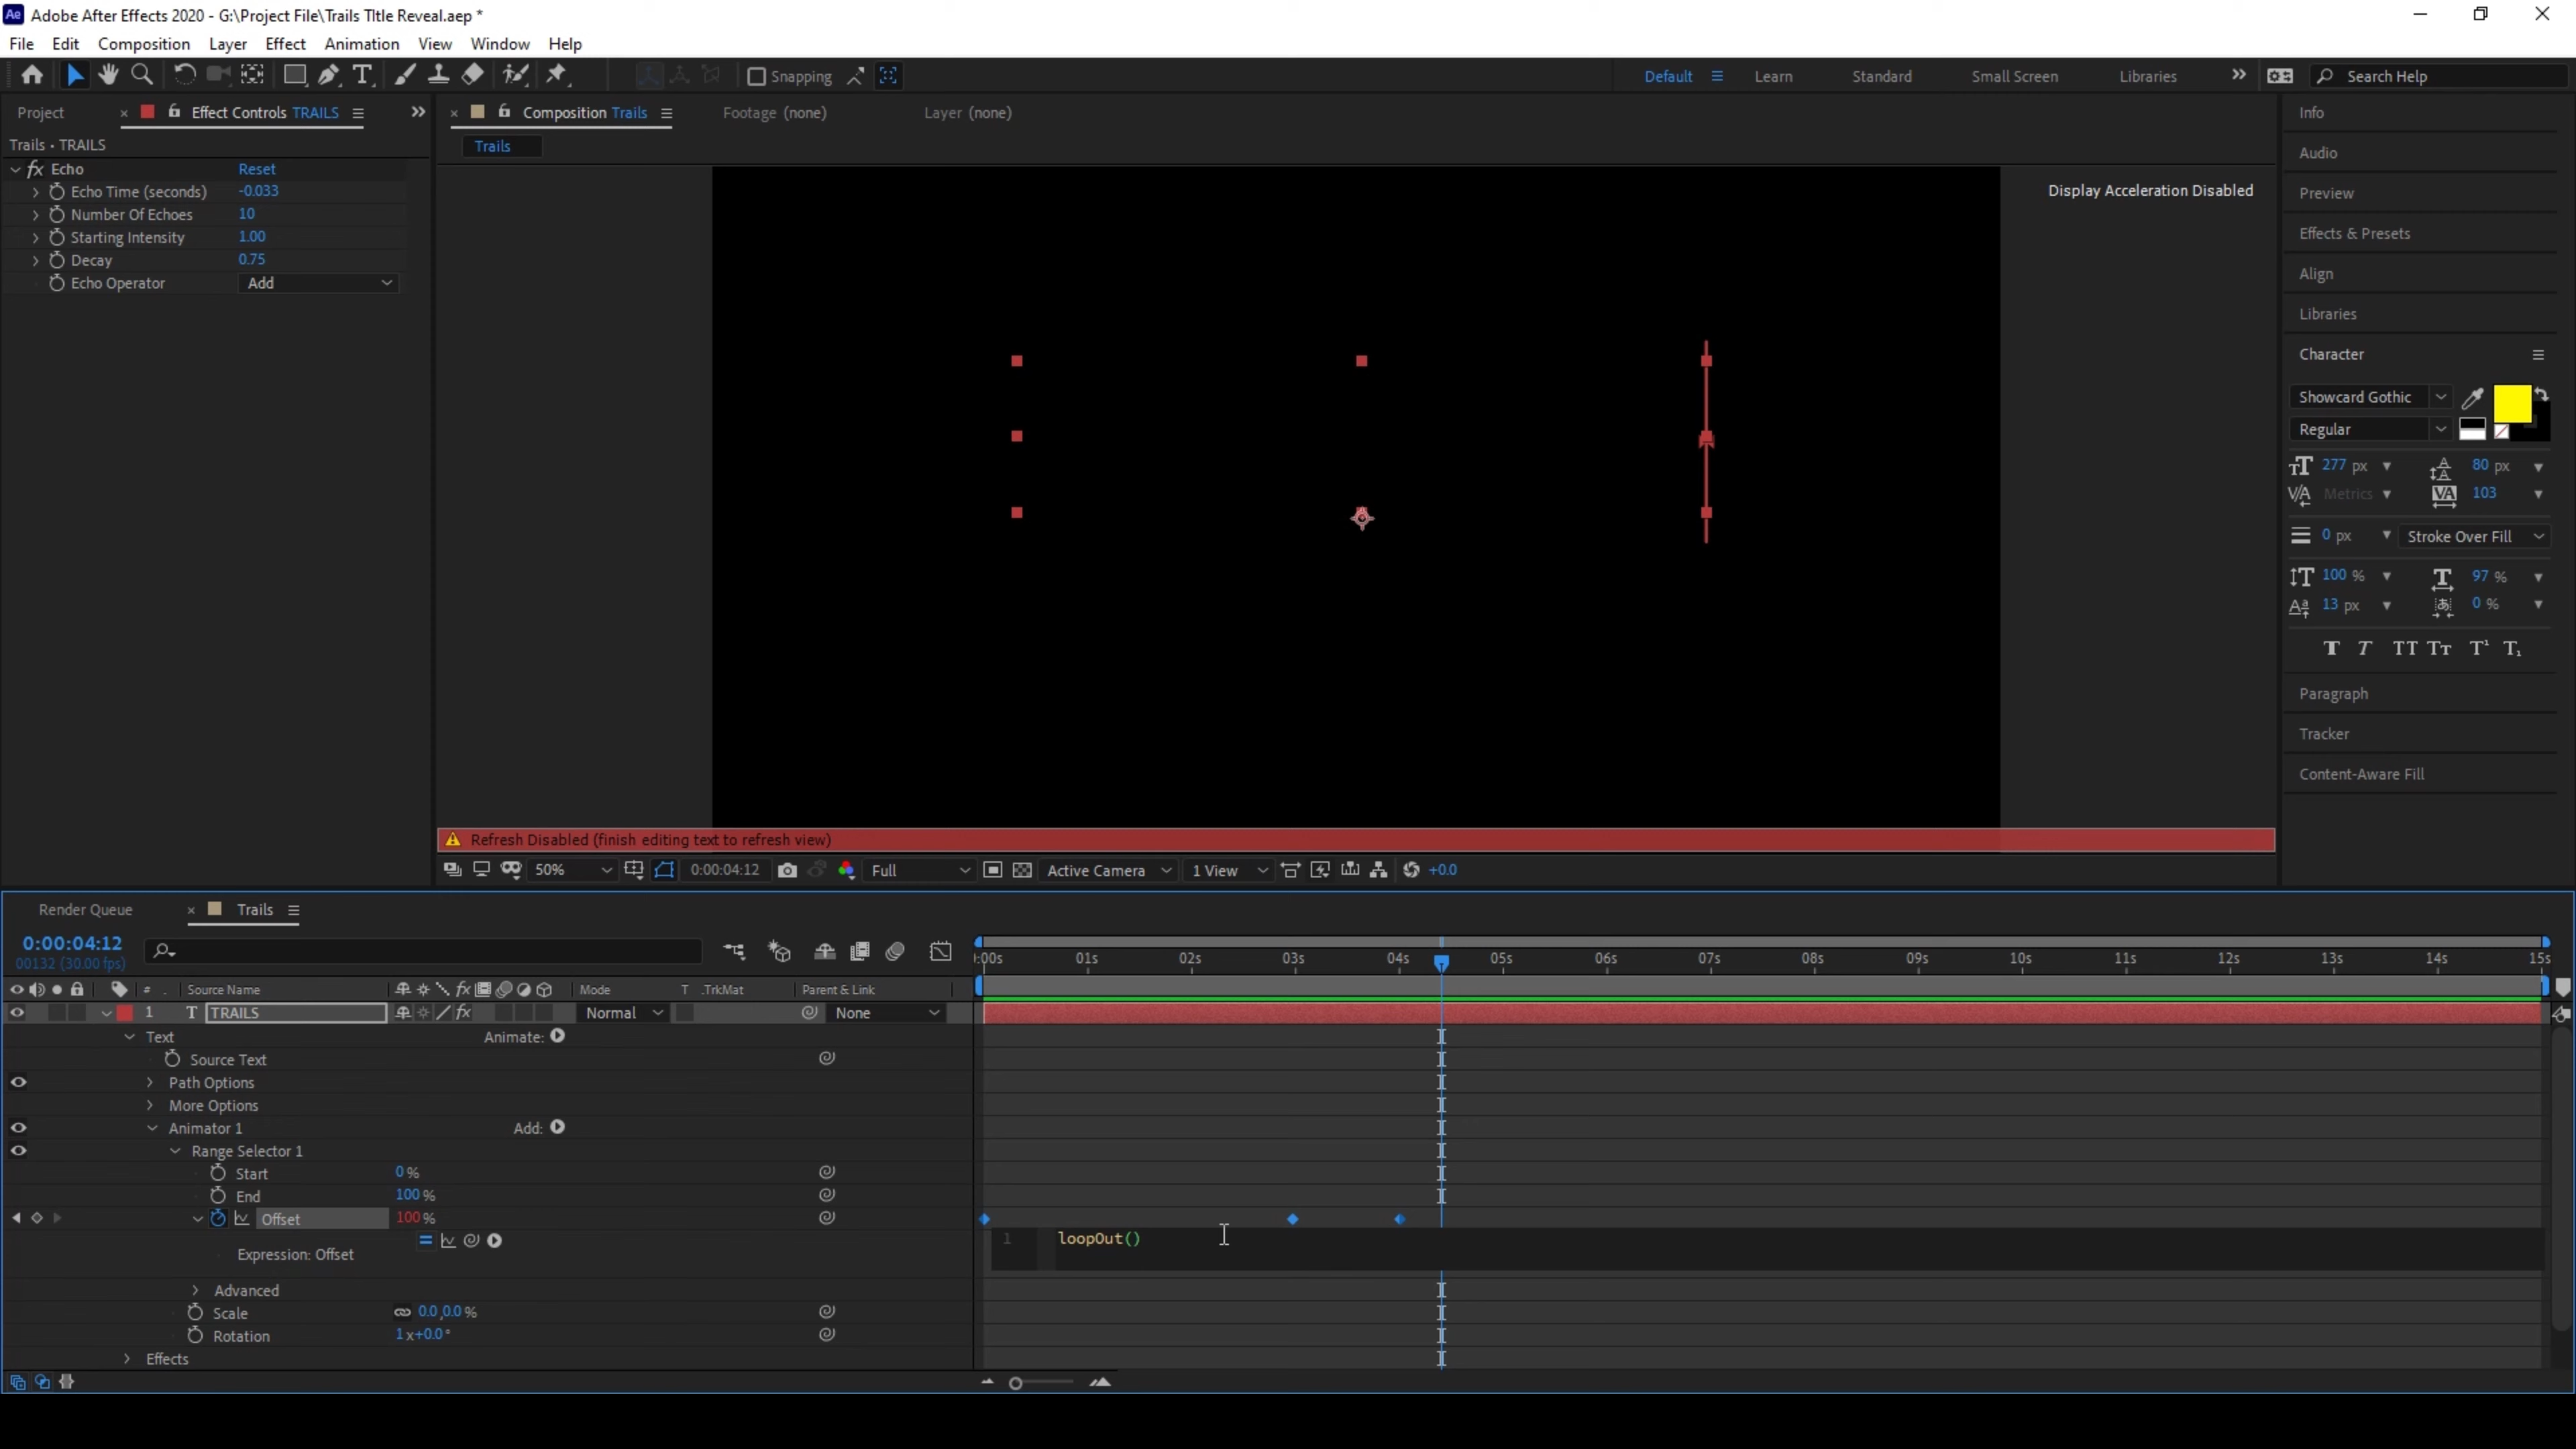 Ae Adobe After Effects 2020 - G:\Project File\Trails TItle Reveal.aep *
File Edit Composition Layer Effect Animation View Window Help
Snapping
Default Learn Standard Small Screen Libraries Search Help
Project Effect Controls TRAILS
Composition Trails Footage (none) Layer (none)
Trails • TRAILS
Trails
fx Echo Reset
Echo Time (seconds) -0.033
Number Of Echoes 10
Starting Intensity 1.00
Decay 0.75
Echo Operator Add
Display Acceleration Disabled
Info
Audio
Preview
Effects & Presets
Align
Libraries
Character
Showcard Gothic
Regular
277 px 80 px
Metrics 103
0 px Stroke Over Fill
100 % 97 %
13 px 0 %
T T TT Tт T¹ T₁
Paragraph
Tracker
Content-Aware Fill
Refresh Disabled (finish editing text to refresh view)
50% 0:00:04:12 Full Active Camera 1 View +0.0
Render Queue Trails
0:00:04:12
00132 (30.00 fps)
:00s 01s 02s 03s 04s 05s 06s 07s 08s 09s 10s 11s 12s 13s 14s 15s
# . Source Name fx Mode T .TrkMat Parent & Link
1 T TRAILS fx Normal None
Text Animate:
Source Text
Path Options
More Options
Animator 1 Add:
Range Selector 1
Start 0 %
End 100 %
Offset 100 %
Expression: Offset
1 loopOut()
Advanced
Scale 0.0,0.0 %
Rotation 1x+0.0°
Effects